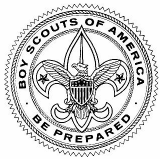 BOY SCOUTS OF AMERICA
· BE PREPARED ·